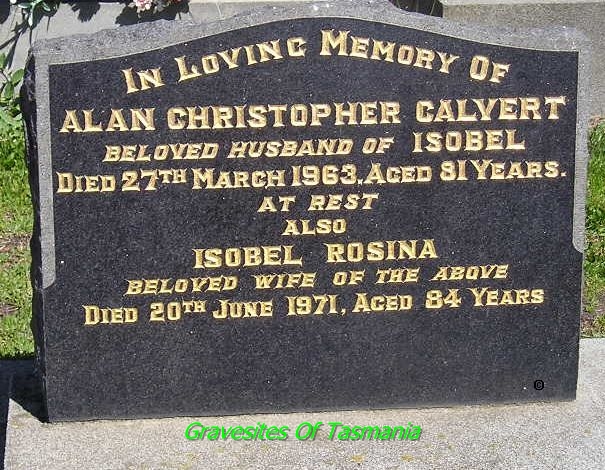 IN LOVING MEMORY OF
ALAN CHRISTOPHER CALVERT
BELOVED HUSBAND OF ISOBEL
DIED 27TH MARCH 1963, AGED 81 YEARS.
AT REST
ALSO
ISOBEL ROSINA
BELOVED WIFE OF THE ABOVE
DIED 20TH JUNE 1971, AGED 84 YEARS
Gravesites Of Tasmania